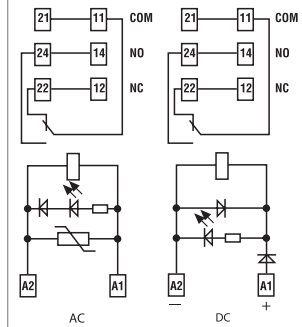 21 11 COM 21 11 COM
24 14 NO 24 14 NO
22 12 NC 22 12 NC
A2 A1 A2 A1
− +
AC DC